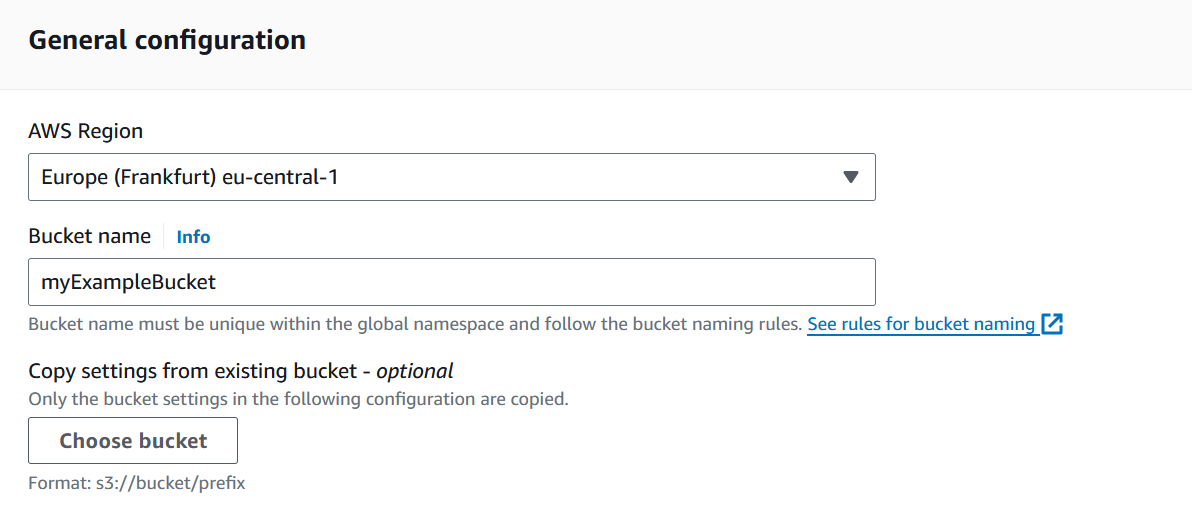 General configuration
AWS Region
Europe (Frankfurt) eu-central-1
Bucket name Info
myExampleBucket
Bucket name must be unique within the global namespace and follow the bucket naming rules. See rules for bucket naming
Copy settings from existing bucket - optional
Only the bucket settings in the following configuration are copied.
Choose bucket
Format: s3://bucket/prefix